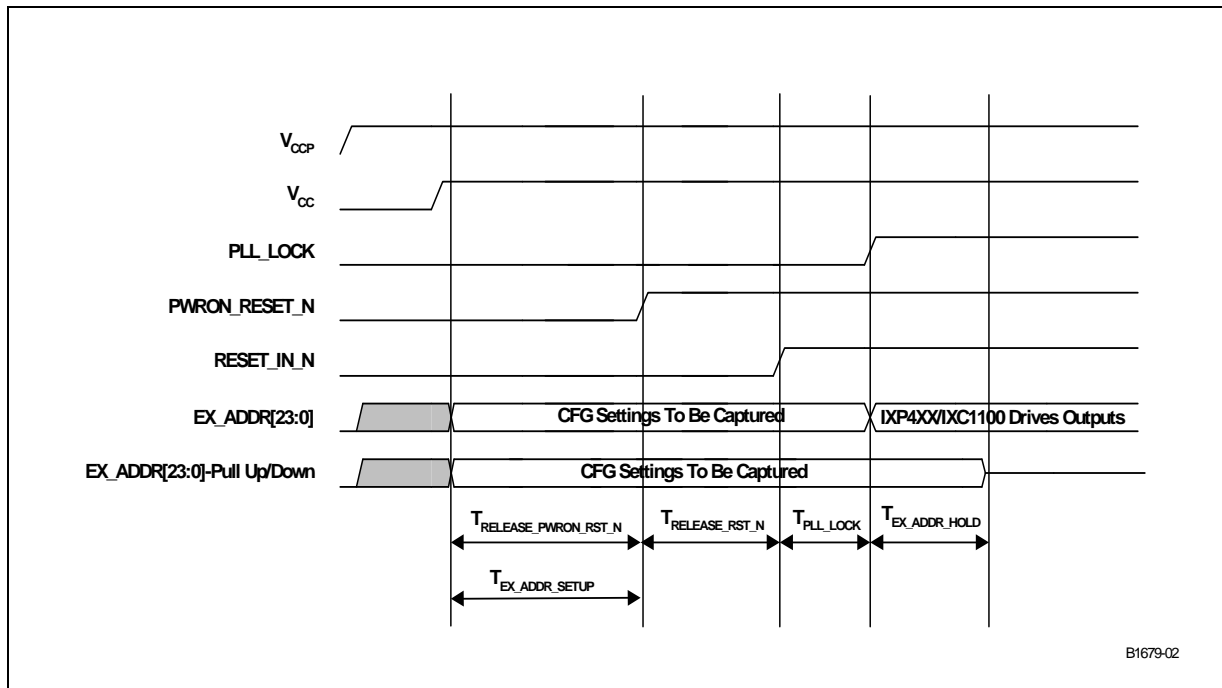 VCCP
VCC
PLL_LOCK
PWRON_RESET_N
RESET_IN_N
EX_ADDR[23:0] CFG Settings To Be Captured IXP4XX/IXC1100 Drives Outputs
EX_ADDR[23:0]-Pull Up/Down CFG Settings To Be Captured
TRELEASE_PWRON_RST_N TRELEASE_RST_N TPLL_LOCK TEX_ADDR_HOLD
TEX_ADDR_SETUP
B1679-02